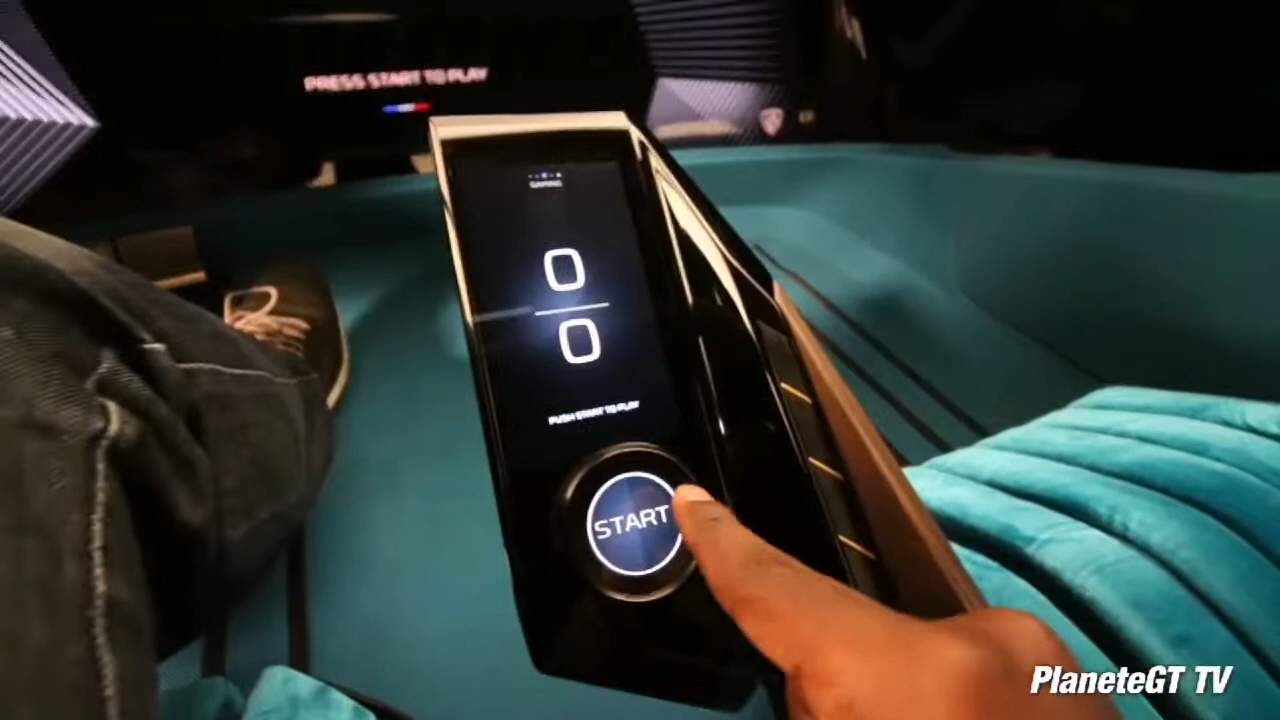 PRESS START TO PLAY
GAMING
0
0
PUSH START TO PLAY
START
PlaneteGT TV